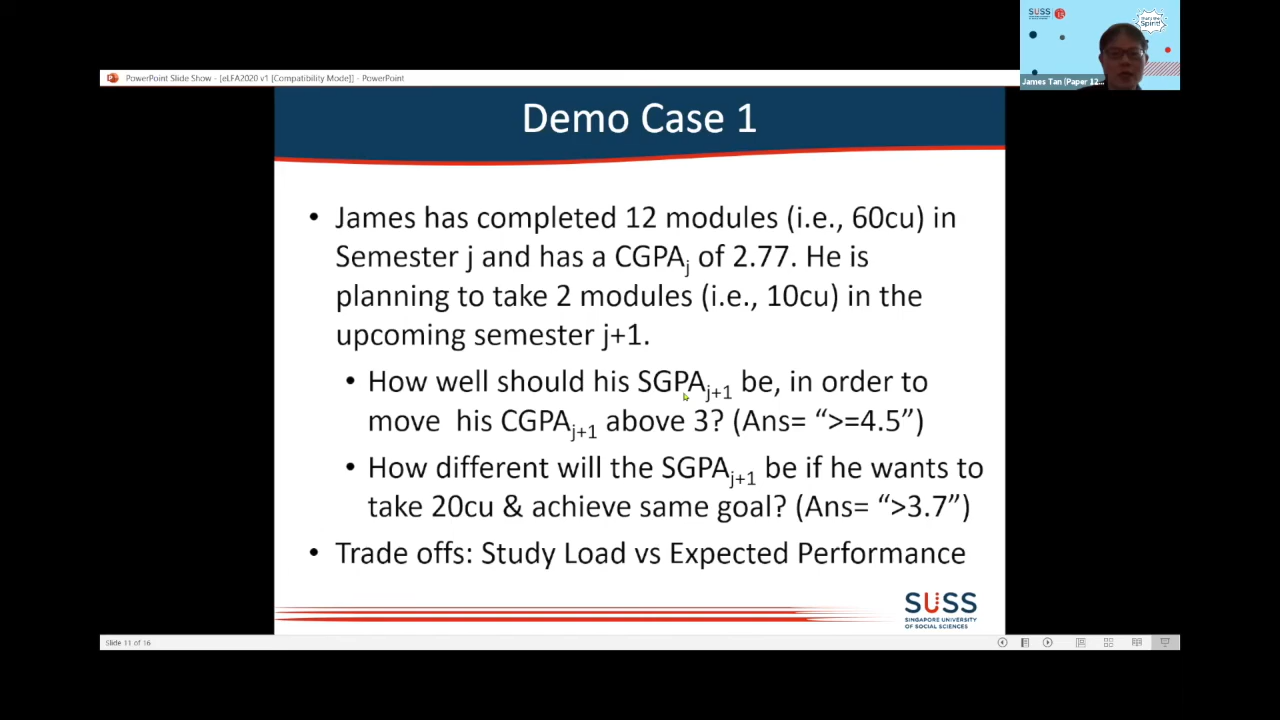 SUSS
That's the Spirit!
James Tan (Paper 12...
PowerPoint Slide Show - [eLFA2020 v1 [Compatibility Mode]] - PowerPoint
Demo Case 1
• James has completed 12 modules (i.e., 60cu) in
Semester j and has a CGPAj of 2.77. He is
planning to take 2 modules (i.e., 10cu) in the
upcoming semester j+1.
• How well should his SGPAj+1 be, in order to
move his CGPAj+1 above 3? (Ans= “>=4.5”)
• How different will the SGPAj+1 be if he wants to
take 20cu & achieve same goal? (Ans= “>3.7”)
• Trade offs: Study Load vs Expected Performance
SUSS
SINGAPORE UNIVERSITY
OF SOCIAL SCIENCES
Slide 11 of 16